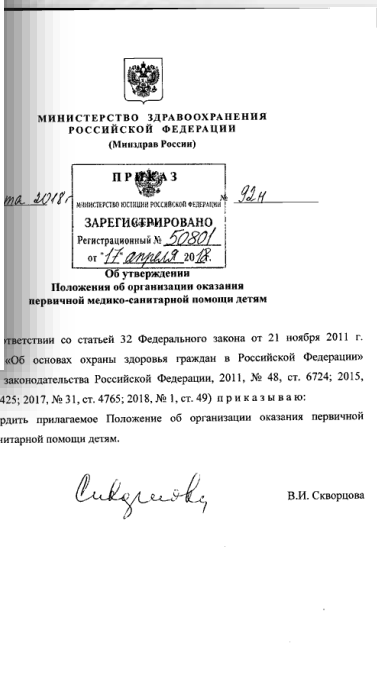 МИНИСТЕРСТВО ЗДРАВООХРАНЕНИЯ
РОССИЙСКОЙ ФЕДЕРАЦИИ
(Минздрав России)
ПРИКАЗ
та 2018 г. № 92н
МИНИСТЕРСТВО ЮСТИЦИИ РОССИЙСКОЙ ФЕДЕРАЦИИ
ЗАРЕГИСТРИРОВАНО
Регистрационный № 50801
от "17" апреля 2018.
Об утверждении
Положения об организации оказания
первичной медико-санитарной помощи детям
ответствии со статьей 32 Федерального закона от 21 ноября 2011 г.
«Об основах охраны здоровья граждан в Российской Федерации»
законодательства Российской Федерации, 2011, № 48, ст. 6724; 2015,
425; 2017, № 31, ст. 4765; 2018, № 1, ст. 49) п р и к а з ы в а ю:
рдить прилагаемое Положение об организации оказания первичной
нитарной помощи детям.
В.И. Скворцова